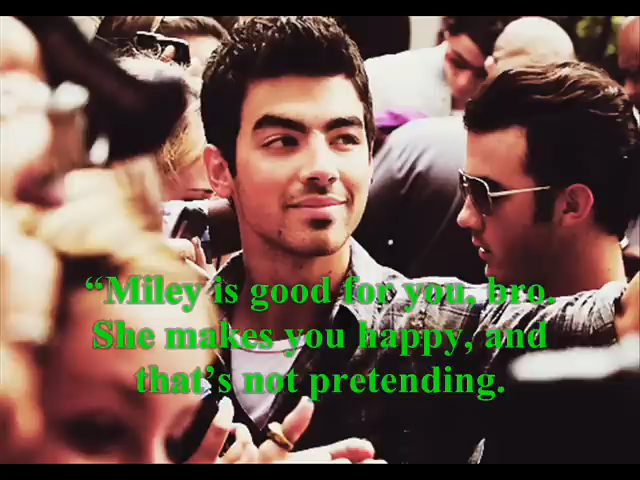 “Miley is good for you, bro.
She makes you happy, and
that’s not pretending.